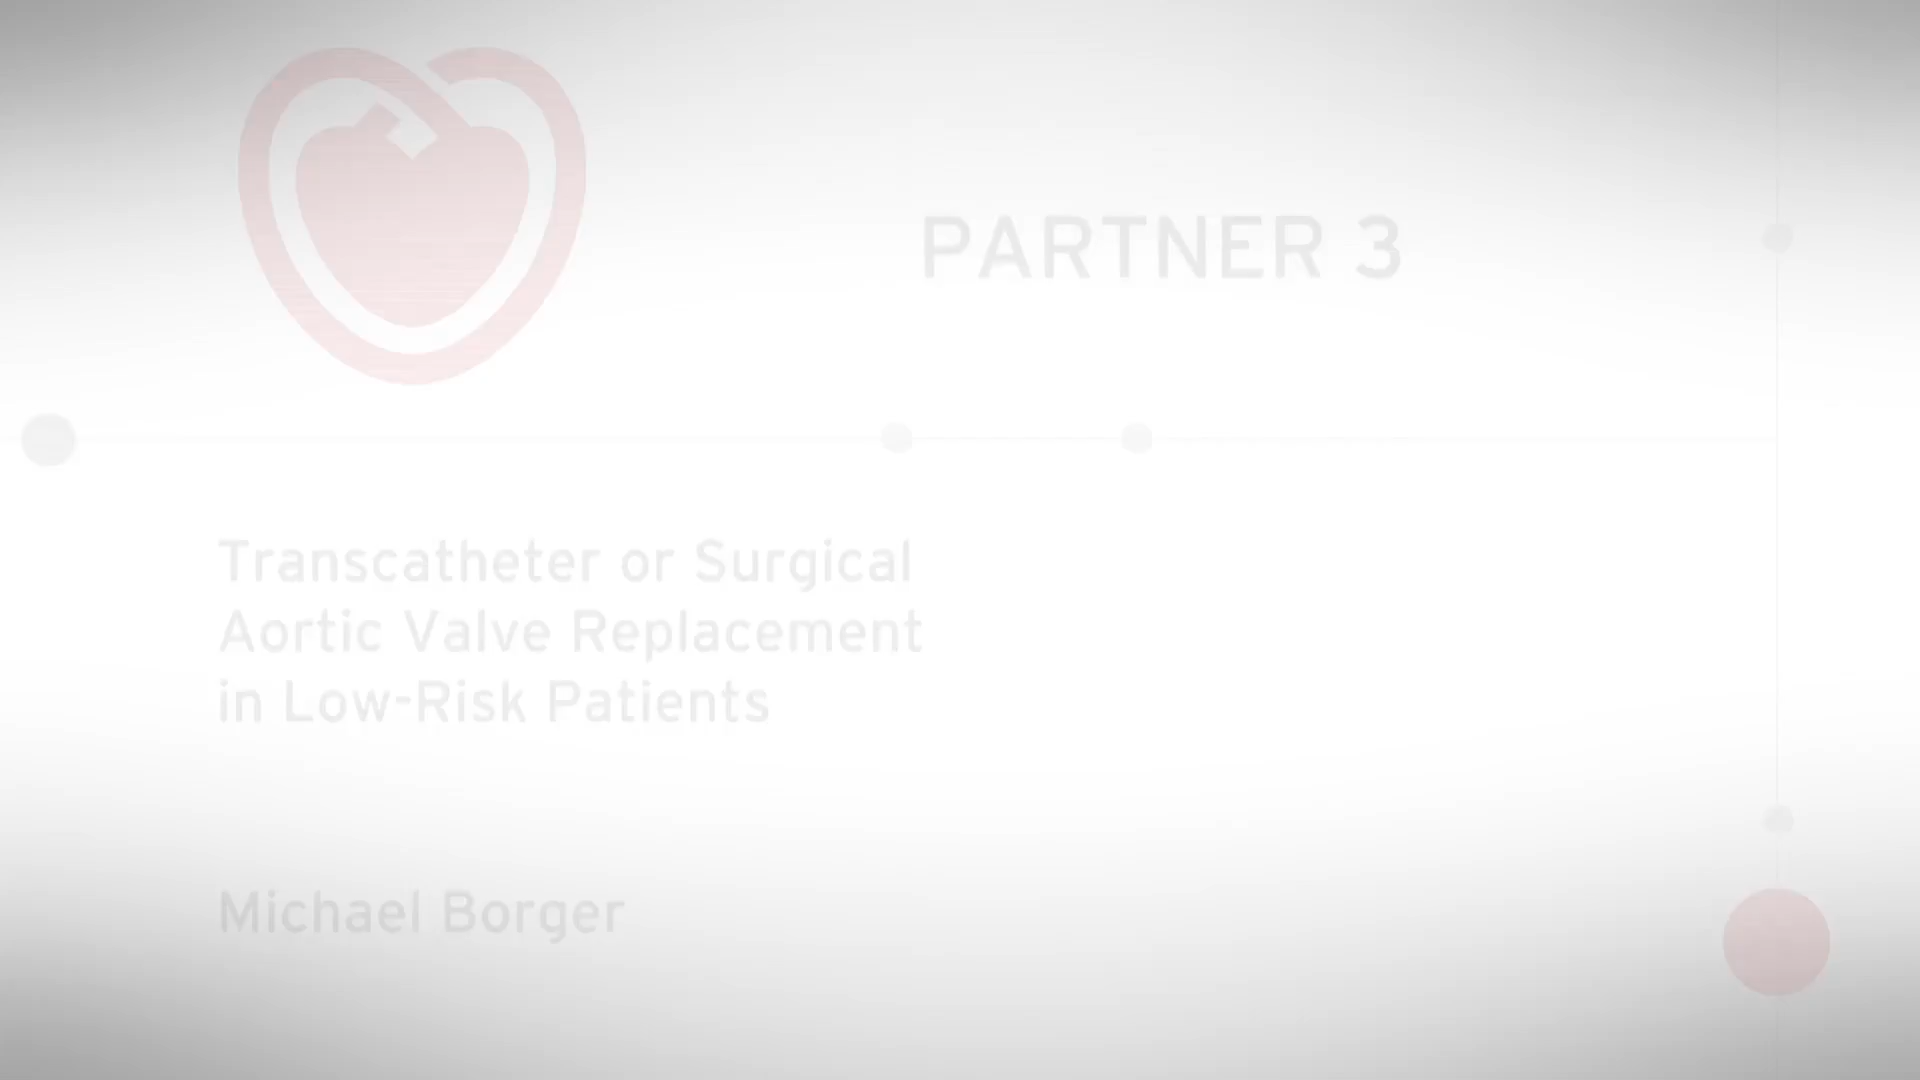 PARTNER 3
Transcatheter or Surgical
Aortic Valve Replacement
in Low-Risk Patients
Michael Borger